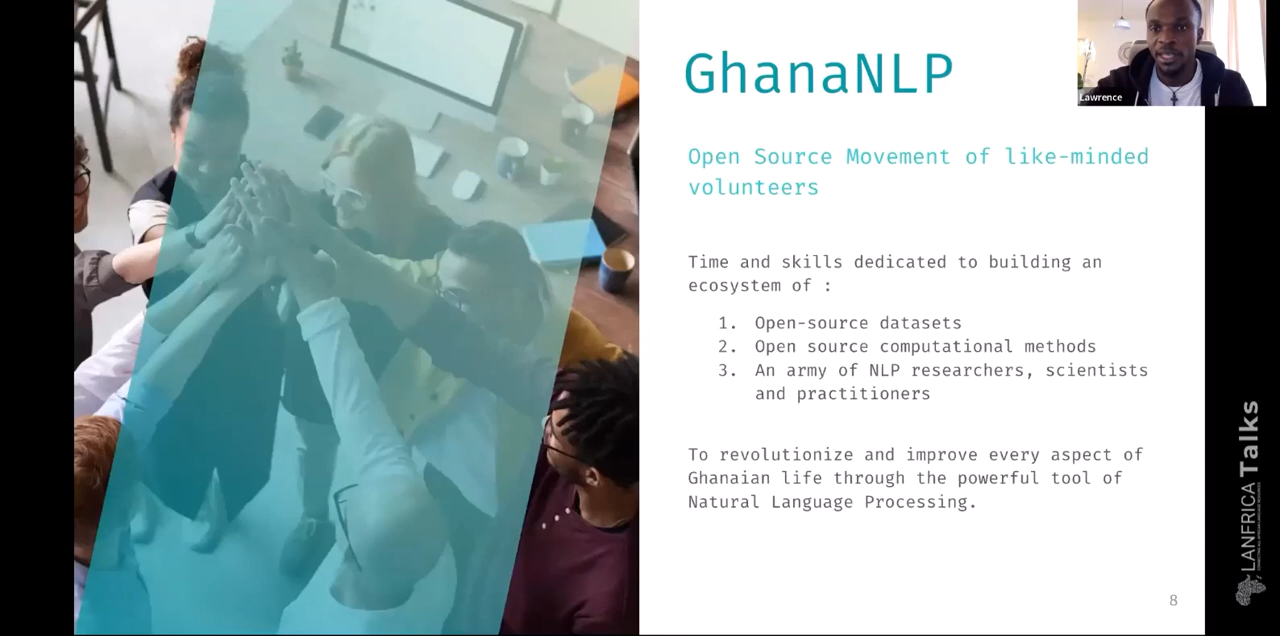 GhanaNLP
Lawrence
Open Source Movement of like-minded
volunteers
Time and skills dedicated to building an
ecosystem of :
1. Open-source datasets
2. Open source computational methods
3. An army of NLP researchers, scientists
and practitioners
To revolutionize and improve every aspect of
Ghanaian life through the powerful tool of
Natural Language Processing.
8
LANFRICA Talks